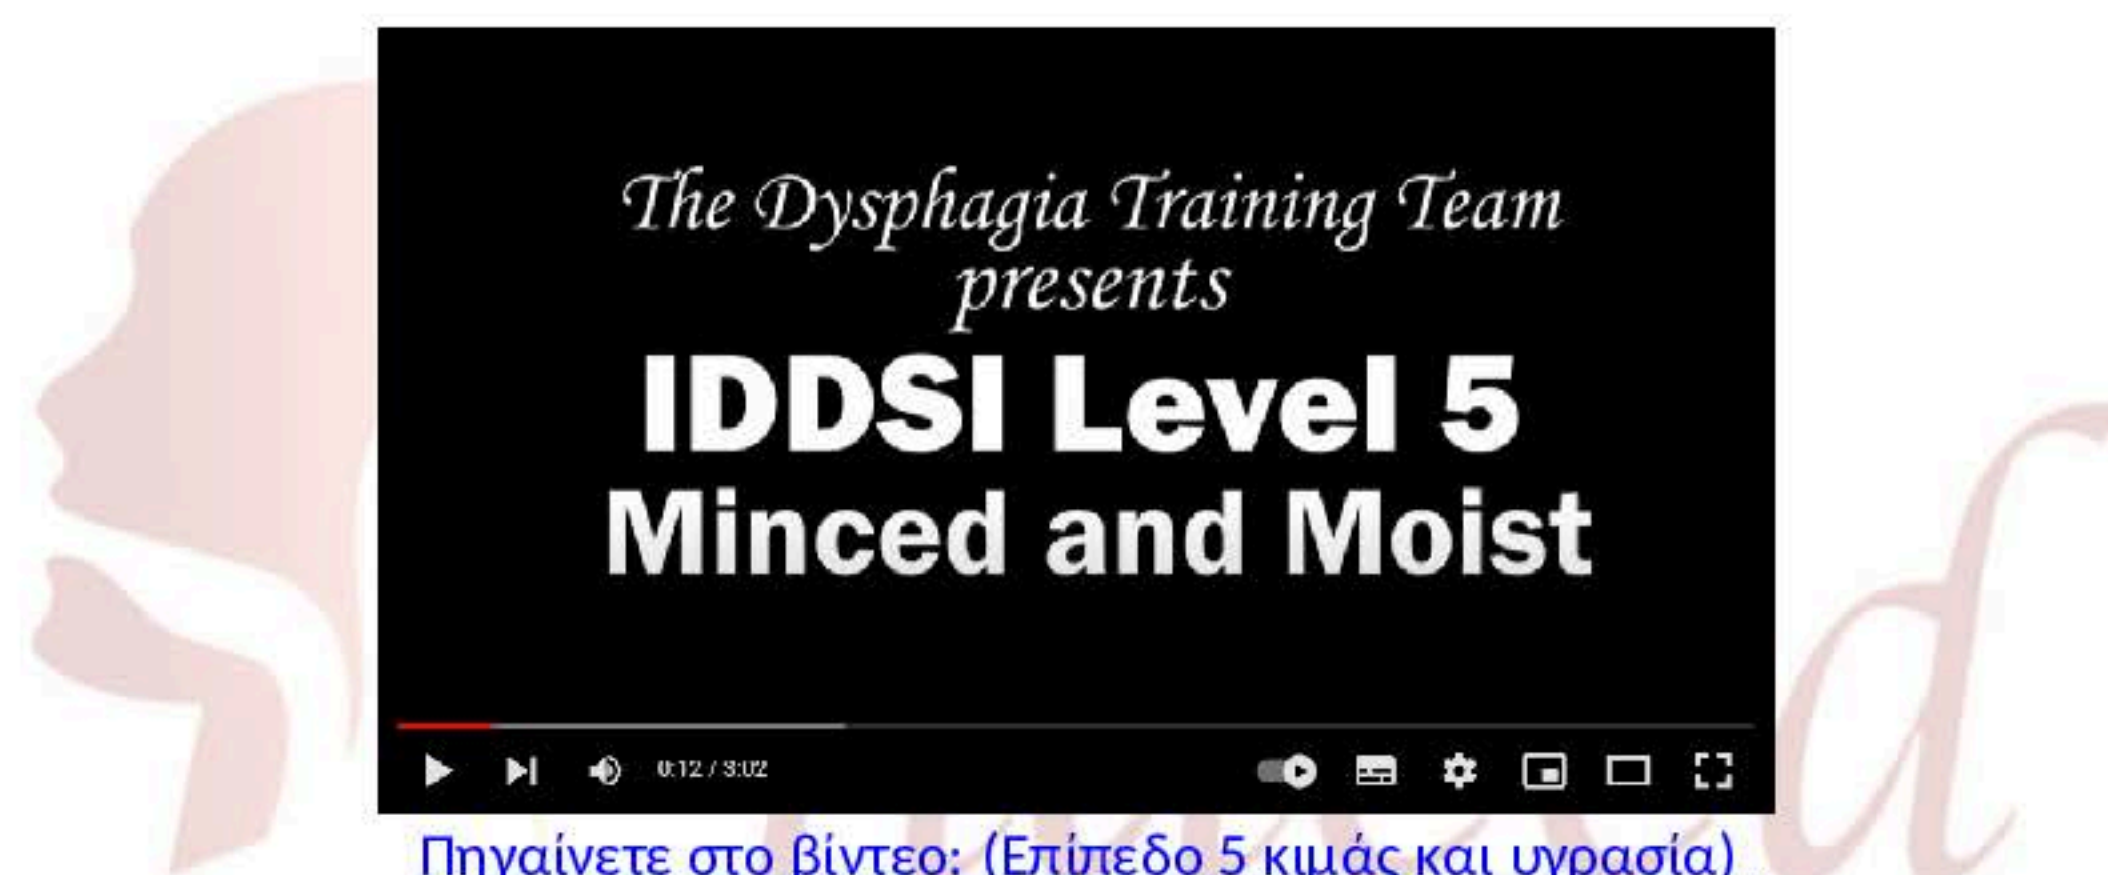 The Dysphagia Training Team
presents
IDDSI Level 5
Minced and Moist
0:12 / 3:02
Πηγαίνετε στο βίντεο: (Επίπεδο 5 κιμάς και υγρασία)